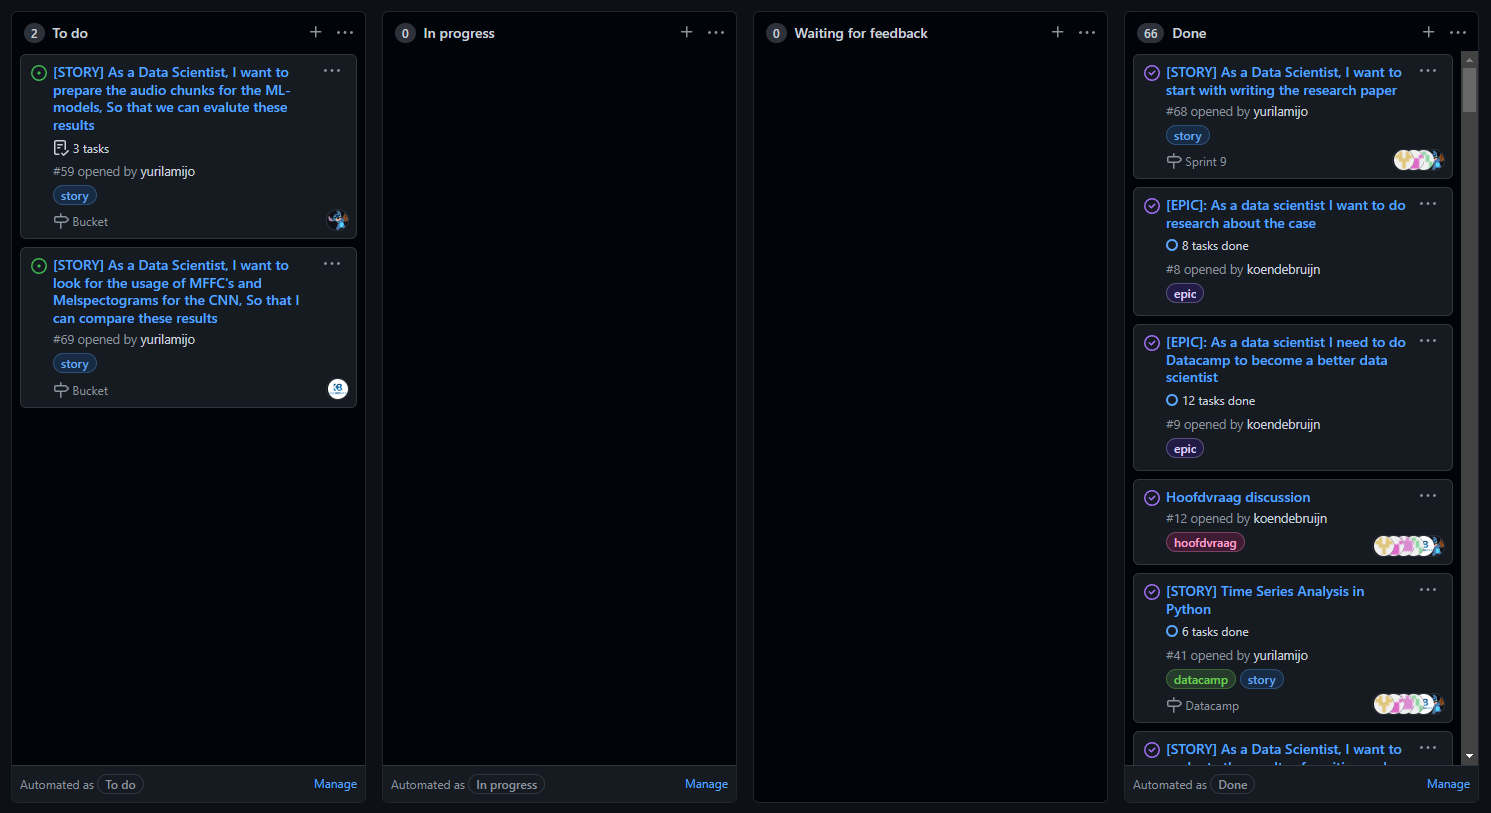 2 To do
[STORY] As a Data Scientist, I want to
prepare the audio chunks for the ML-
models, So that we can evalute these
results
3 tasks
#59 opened by yurilamijo
story
Bucket
[STORY] As a Data Scientist, I want to
look for the usage of MFFC's and
Melspectograms for the CNN, So that I
can compare these results
#69 opened by yurilamijo
story
Bucket
Automated as To do
Manage
0 In progress
Automated as In progress
Manage
0 Waiting for feedback
66 Done
[STORY] As a Data Scientist, I want to
start with writing the research paper
#68 opened by yurilamijo
story
Sprint 9
[EPIC]: As a data scientist I want to do
research about the case
8 tasks done
#8 opened by koendebruijn
epic
[EPIC]: As a data scientist I need to do
Datacamp to become a better data
scientist
12 tasks done
#9 opened by koendebruijn
epic
Hoofdvraag discussion
#12 opened by koendebruijn
hoofdvraag
[STORY] Time Series Analysis in
Python
6 tasks done
#41 opened by yurilamijo
datacamp story
Datacamp
[STORY] As a Data Scientist, I want to
Automated as Done
Manage